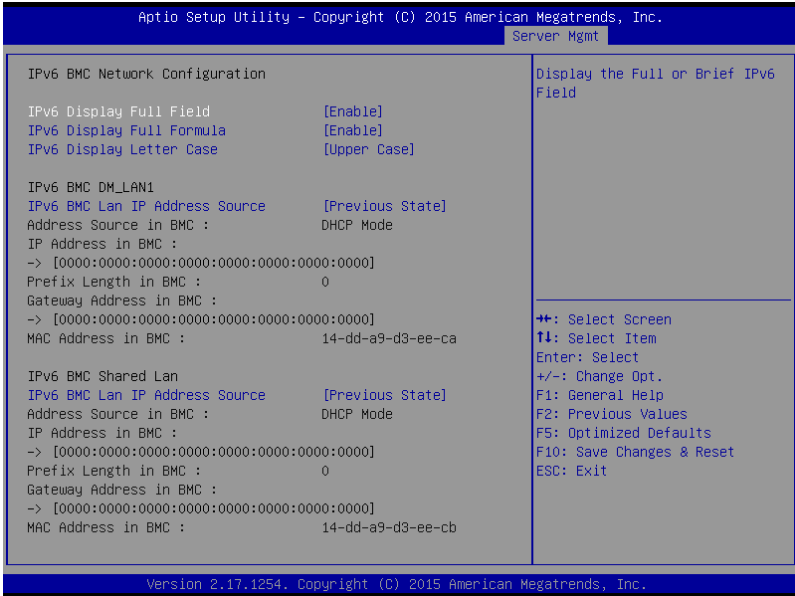 Aptio Setup Utility – Copyright (C) 2015 American Megatrends, Inc.
Server Mgmt
IPv6 BMC Network Configuration
IPv6 Display Full Field [Enable]
IPv6 Display Full Formula [Enable]
IPv6 Display Letter Case [Upper Case]
IPv6 BMC DM_LAN1
IPv6 BMC Lan IP Address Source [Previous State]
Address Source in BMC : DHCP Mode
IP Address in BMC :
-> [0000:0000:0000:0000:0000:0000:0000:0000]
Prefix Length in BMC : 0
Gateway Address in BMC :
-> [0000:0000:0000:0000:0000:0000:0000:0000]
MAC Address in BMC : 14-dd-a9-d3-ee-ca
IPv6 BMC Shared Lan
IPv6 BMC Lan IP Address Source [Previous State]
Address Source in BMC : DHCP Mode
IP Address in BMC :
-> [0000:0000:0000:0000:0000:0000:0000:0000]
Prefix Length in BMC : 0
Gateway Address in BMC :
-> [0000:0000:0000:0000:0000:0000:0000:0000]
MAC Address in BMC : 14-dd-a9-d3-ee-cb
Display the Full or Brief IPv6
Field
→←: Select Screen
↑↓: Select Item
Enter: Select
+/-: Change Opt.
F1: General Help
F2: Previous Values
F5: Optimized Defaults
F10: Save Changes & Reset
ESC: Exit
Version 2.17.1254. Copyright (C) 2015 American Megatrends, Inc.